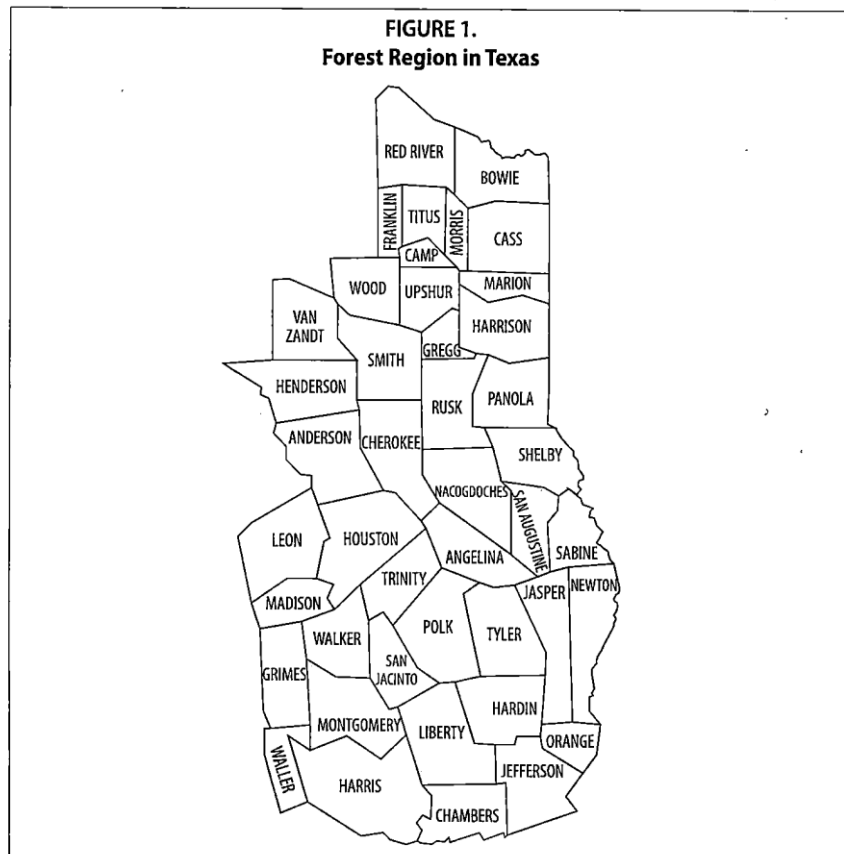 FIGURE 1.
Forest Region in Texas
RED RIVER
BOWIE
FRANKLIN
TITUS
MORRIS
CASS
CAMP
WOOD
UPSHUR
MARION
VAN
ZANDT
HARRISON
SMITH
GREGG
HENDERSON
RUSK
PANOLA
ANDERSON
CHEROKEE
SHELBY
NACOGDOCHES
SAN AUGUSTINE
LEON
HOUSTON
ANGELINA
SABINE
TRINITY
JASPER
NEWTON
MADISON
WALKER
POLK
TYLER
GRIMES
SAN
JACINTO
MONTGOMERY
LIBERTY
HARDIN
ORANGE
WALLER
HARRIS
JEFFERSON
CHAMBERS